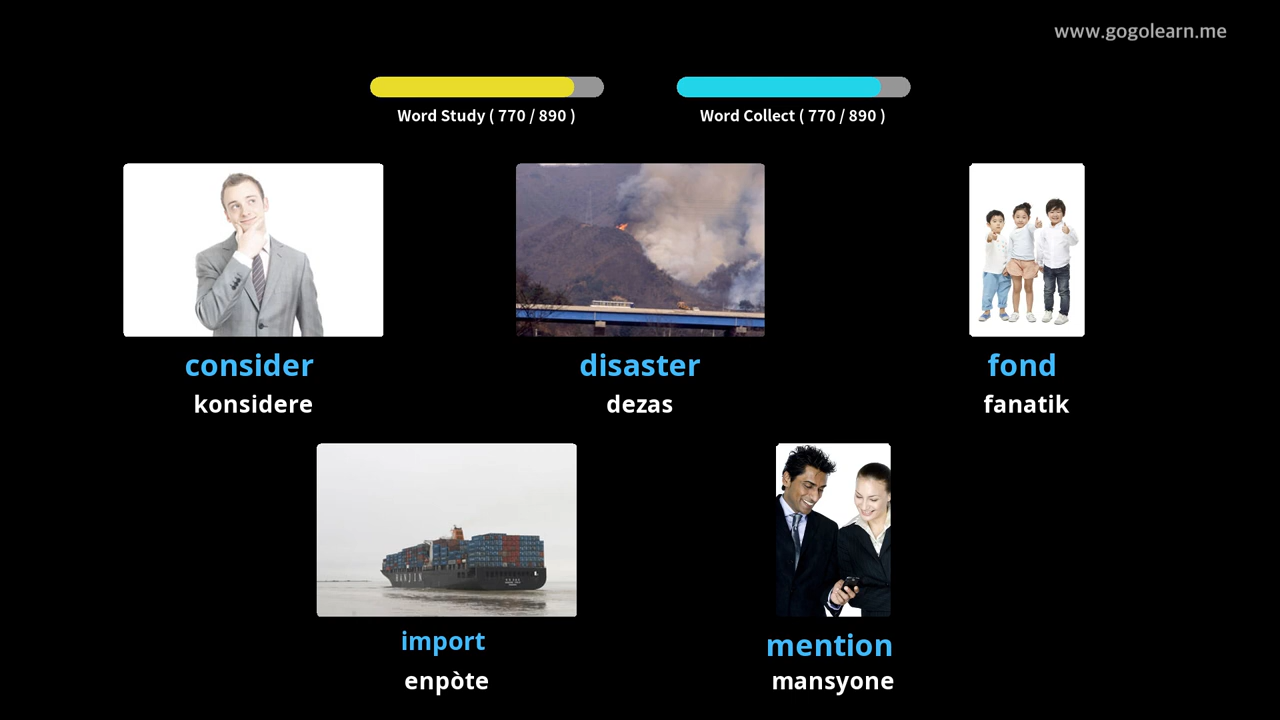 www.gogolearn.me
Word Study ( 770 / 890 )
Word Collect ( 770 / 890 )
consider
konsidere
disaster
dezas
fond
fanatik
import
enpòte
mention
mansyone